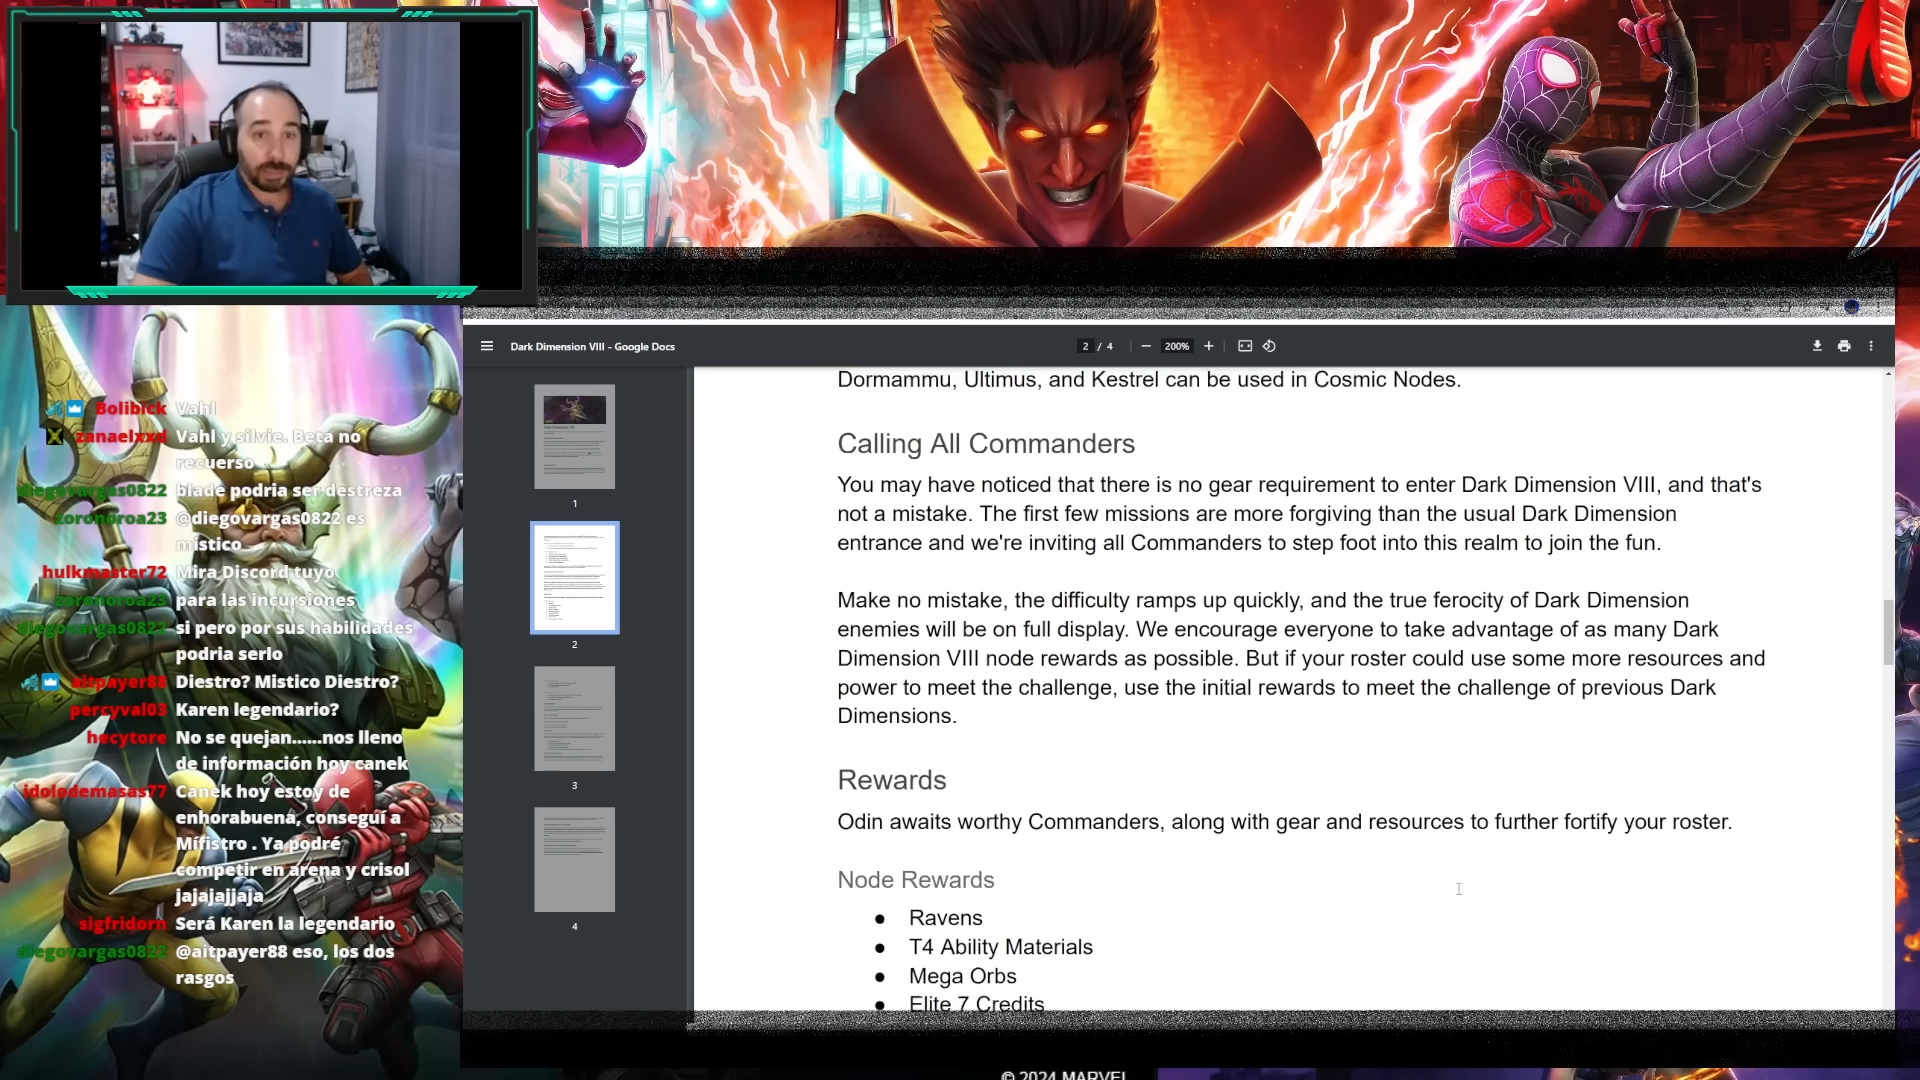 Dark Dimension VIII - Google Docs
2 / 4
200%
1
2
3
4
Dormammu, Ultimus, and Kestrel can be used in Cosmic Nodes.
Calling All Commanders
You may have noticed that there is no gear requirement to enter Dark Dimension VIII, and that's
not a mistake. The first few missions are more forgiving than the usual Dark Dimension
entrance and we're inviting all Commanders to step foot into this realm to join the fun.
Make no mistake, the difficulty ramps up quickly, and the true ferocity of Dark Dimension
enemies will be on full display. We encourage everyone to take advantage of as many Dark
Dimension VIII node rewards as possible. But if your roster could use some more resources and
power to meet the challenge, use the initial rewards to meet the challenge of previous Dark
Dimensions.
Rewards
Odin awaits worthy Commanders, along with gear and resources to further fortify your roster.
Node Rewards
● Ravens
● T4 Ability Materials
● Mega Orbs
● Elite 7 Credits
Bolibick Vahl
zanaelxxd Vahl y silvie. Beta no
recuerso
diegovargas0822 blade podria ser destreza
zoronoroa23 @diegovargas0822 es
mistico
hulkmaster72 Mira Discord tuyo
zoronoroa23 para las incursiones
diegovargas0822 si pero por sus habilidades
podria serlo
aitpayer88 Diestro? Mistico Diestro?
percyval03 Karen legendario?
hecytore No se quejan......nos lleno
de información hoy canek
idolodemasas77 Canek hoy estoy de
enhorabuena, conseguí a
Mífistro . Ya podré
competir en arena y crisol
jajajajjaja
sigfridorn Será Karen la legendario
diegovargas0822 @aitpayer88 eso, los dos
rasgos
© 2024 MARVEL